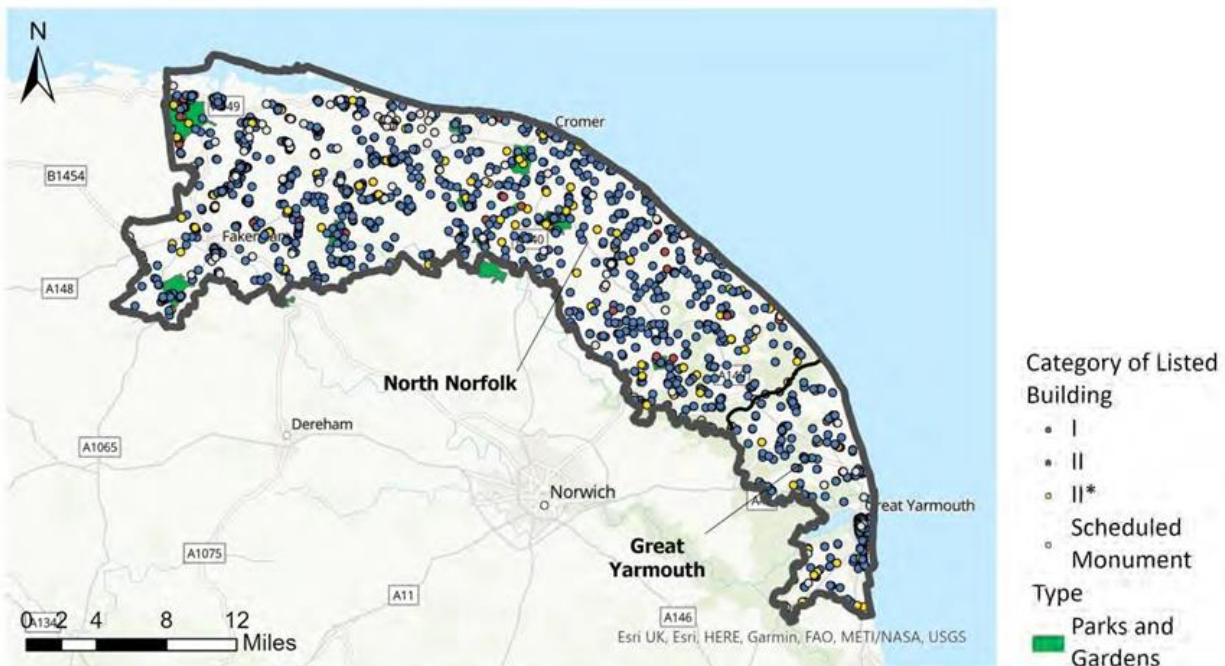 N
Cromer
B1454
Fakenham
A148
North Norfolk
Dereham
A1065
Norwich
Great Yarmouth
Great
Yarmouth
A1075
A11
A134
A146
0 2 4 8 12
Miles
Esri UK, Esri, HERE, Garmin, FAO, METI/NASA, USGS
Category of Listed
Building
I
II
II*
Scheduled
Monument
Type
Parks and
Gardens